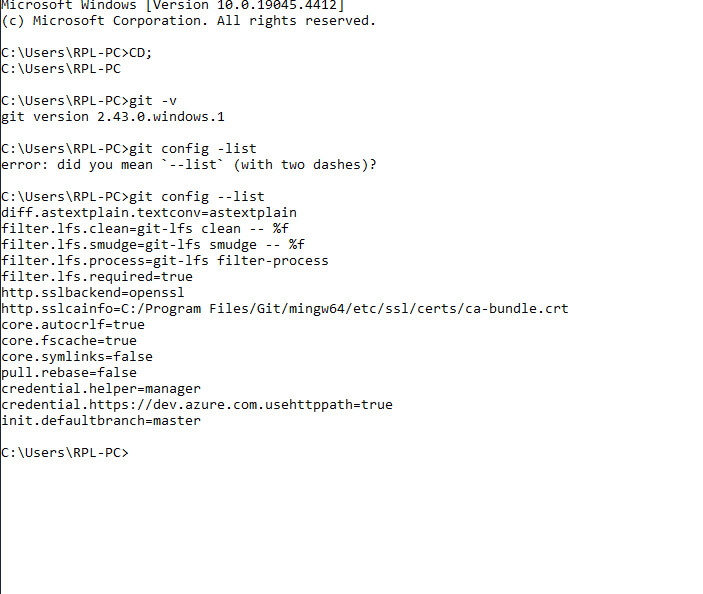 Microsoft Windows [Version 10.0.19045.4412]
(c) Microsoft Corporation. All rights reserved.
C:\Users\RPL-PC>CD;
C:\Users\RPL-PC
C:\Users\RPL-PC>git -v
git version 2.43.0.windows.1
C:\Users\RPL-PC>git config -list
error: did you mean `--list` (with two dashes)?
C:\Users\RPL-PC>git config --list
diff.astextplain.textconv=astextplain
filter.lfs.clean=git-lfs clean -- %f
filter.lfs.smudge=git-lfs smudge -- %f
filter.lfs.process=git-lfs filter-process
filter.lfs.required=true
http.sslbackend=openssl
http.sslcainfo=C:/Program Files/Git/mingw64/etc/ssl/certs/ca-bundle.crt
core.autocrlf=true
core.fscache=true
core.symlinks=false
pull.rebase=false
credential.helper=manager
credential.https://dev.azure.com.usehttppath=true
init.defaultbranch=master
C:\Users\RPL-PC>